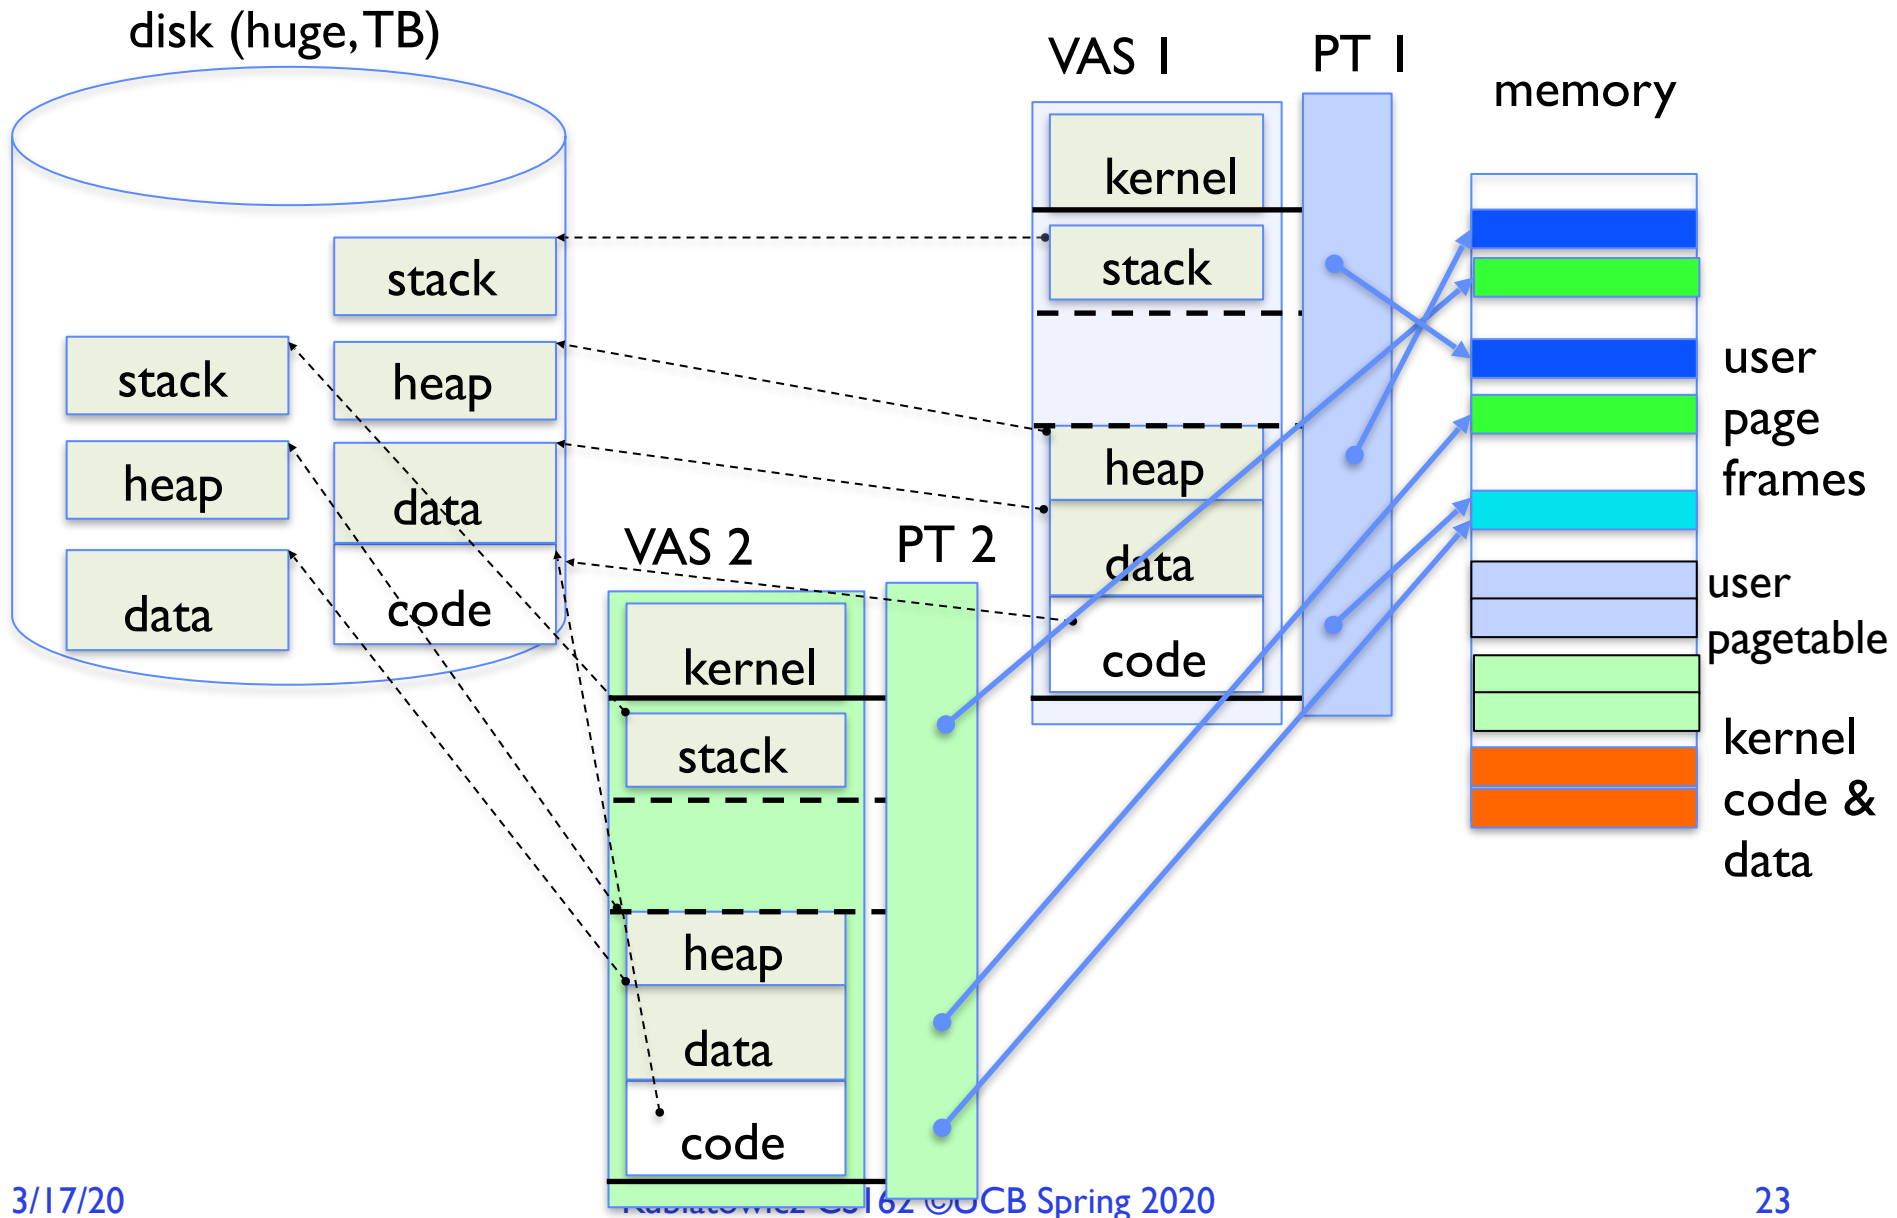 disk (huge, TB)
VAS 1
PT 1
memory
kernel
stack
stack
heap
stack
heap
data
data
code
heap
data
code
VAS 2
PT 2
kernel
stack
heap
data
code
user
page
frames
user
pagetable
kernel
code &
data
3/17/20
Kubiatowicz CS162 ©UCB Spring 2020
23